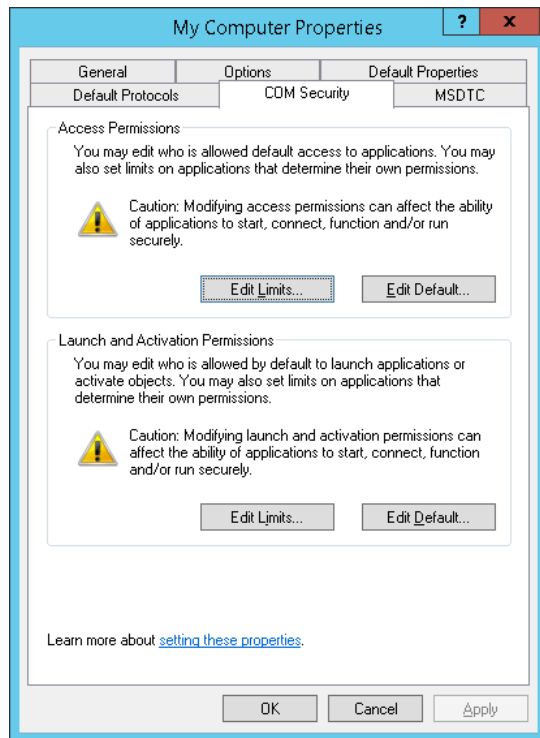 My Computer Properties
? x
General Options Default Properties
Default Protocols COM Security MSDTC
Access Permissions
You may edit who is allowed default access to applications. You may
also set limits on applications that determine their own permissions.
Caution: Modifying access permissions can affect the ability
of applications to start, connect, function and/or run
securely.
Edit Limits... Edit Default...
Launch and Activation Permissions
You may edit who is allowed by default to launch applications or
activate objects. You may also set limits on applications that
determine their own permissions.
Caution: Modifying launch and activation permissions can
affect the ability of applications to start, connect, function
and/or run securely.
Edit Limits... Edit Default...
Learn more about setting these properties.
OK Cancel Apply